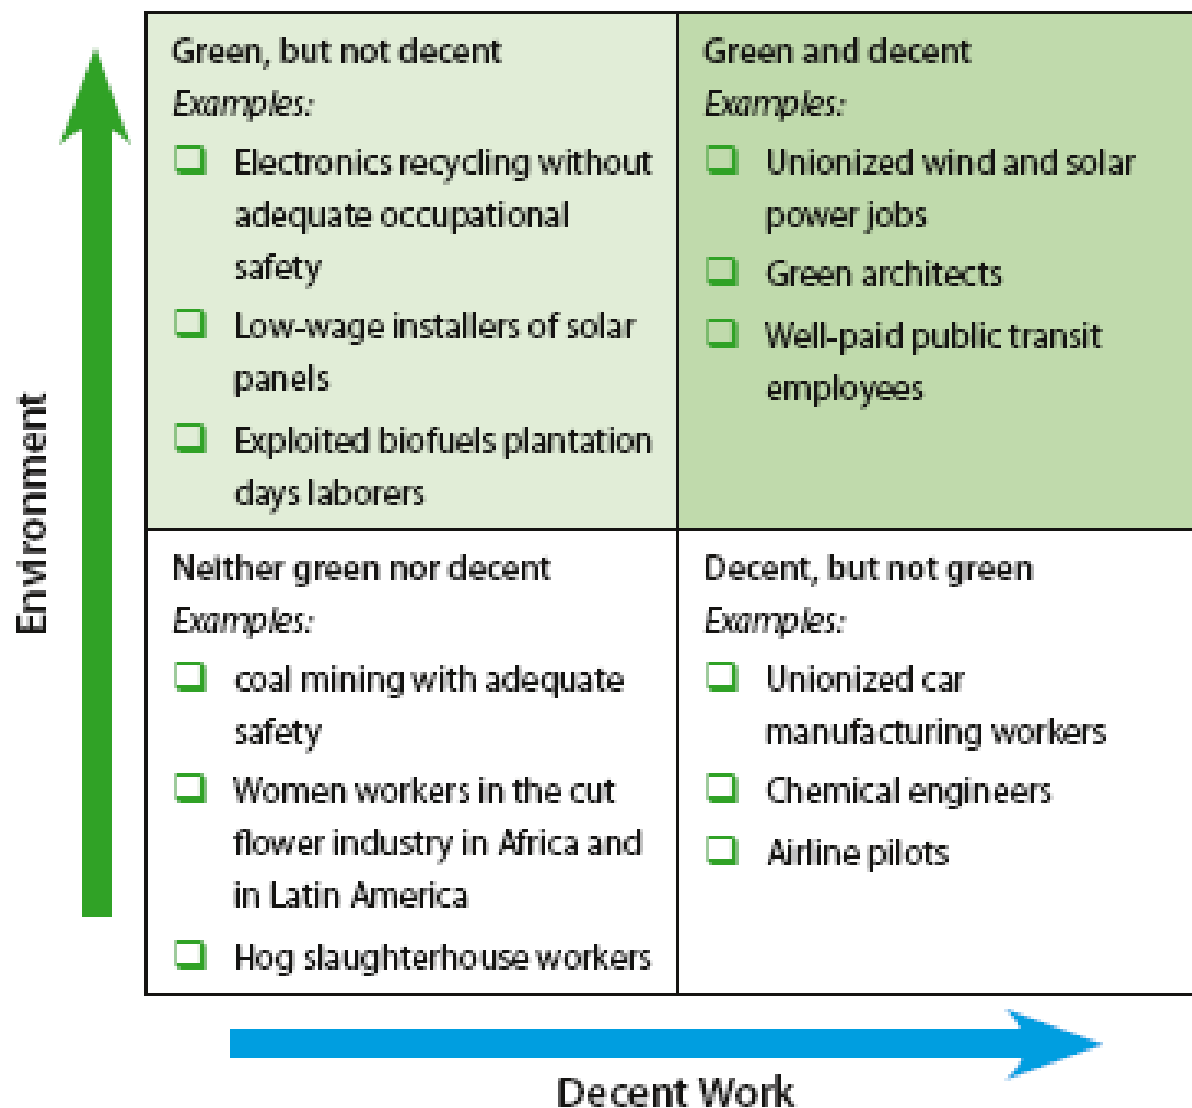 Green, but not decent
Examples:
Electronics recycling without
adequate occupational
safety
Low-wage installers of solar
panels
Exploited biofuels plantation
days laborers
Green and decent
Examples:
Unionized wind and solar
power jobs
Green architects
Well-paid public transit
employees
Environment
Neither green nor decent
Examples:
coal mining with adequate
safety
Women workers in the cut
flower industry in Africa and
in Latin America
Hog slaughterhouse workers
Decent, but not green
Examples:
Unionized car
manufacturing workers
Chemical engineers
Airline pilots
Decent Work